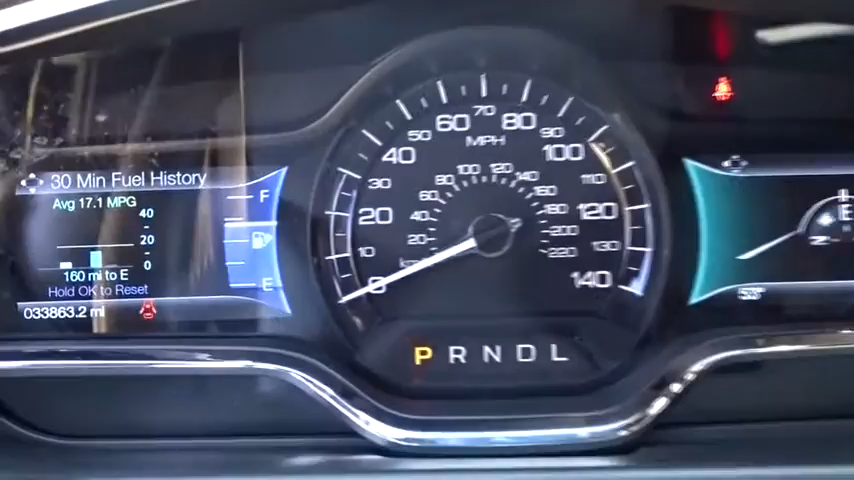 30 Min Fuel History
Avg 17.1 MPG
40
20
0
160 mi to E
Hold OK to Reset
033863.2 mi
F
E
0
10
20
30
40
50
60
70
80
90
100
110
120
130
140
MPH
km/h
20
40
60
80
100
120
140
160
180
200
220
P R N D L
E
N
53°